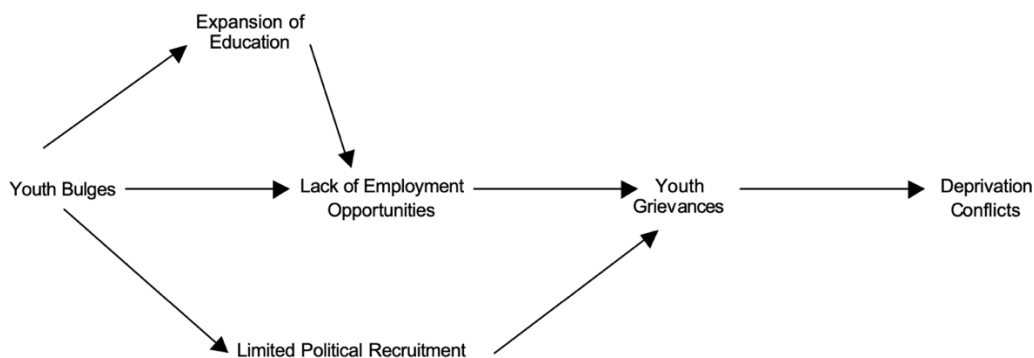 Expansion of
Education
Youth Bulges
Lack of Employment
Opportunities
Youth
Grievances
Deprivation
Conflicts
Limited Political Recruitment